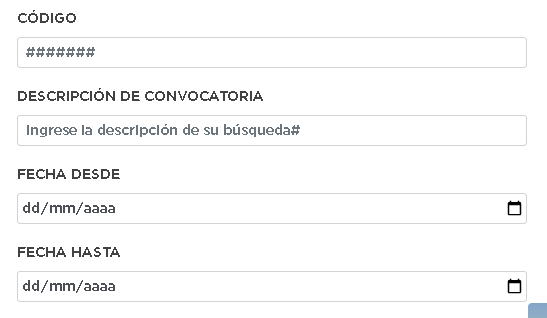 CÓDIGO
#######
DESCRIPCIÓN DE CONVOCATORIA
Ingrese la descripción de su búsqueda#
FECHA DESDE
dd/mm/aaaa
FECHA HASTA
dd/mm/aaaa